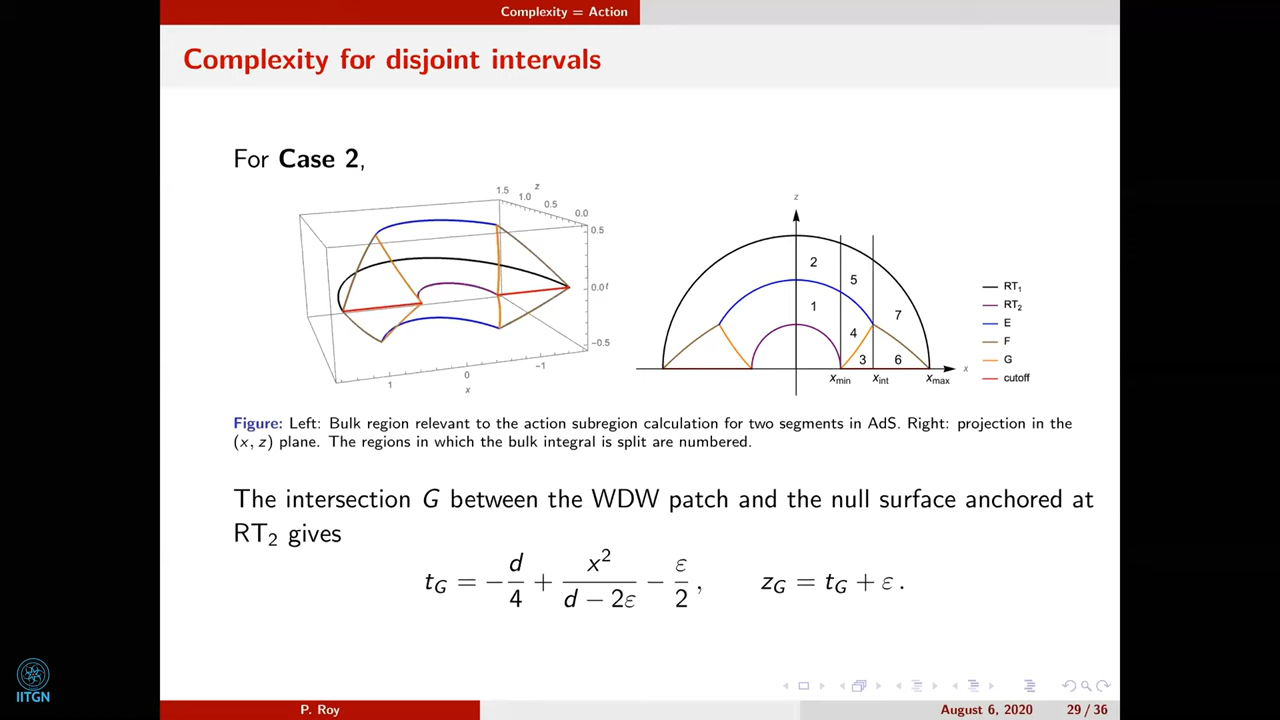 Complexity = Action
Complexity for disjoint intervals
For Case 2,
1.5
1.0
0.5
0.0
z
0.5
0.0 t
−0.5
1
0
−1
x
z
2
5
1
7
4
3
6
x_min
x_int
x_max
x
RT₁
RT₂
E
F
G
cutoff
Figure: Left: Bulk region relevant to the action subregion calculation for two segments in AdS. Right: projection in the
(x, z) plane. The regions in which the bulk integral is split are numbered.
The intersection G between the WDW patch and the null surface anchored at
RT₂ gives
t_G = −d/4 + x²/(d − 2ε) − ε/2 , z_G = t_G + ε .
IITGN
P. Roy
August 6, 2020
29 / 36